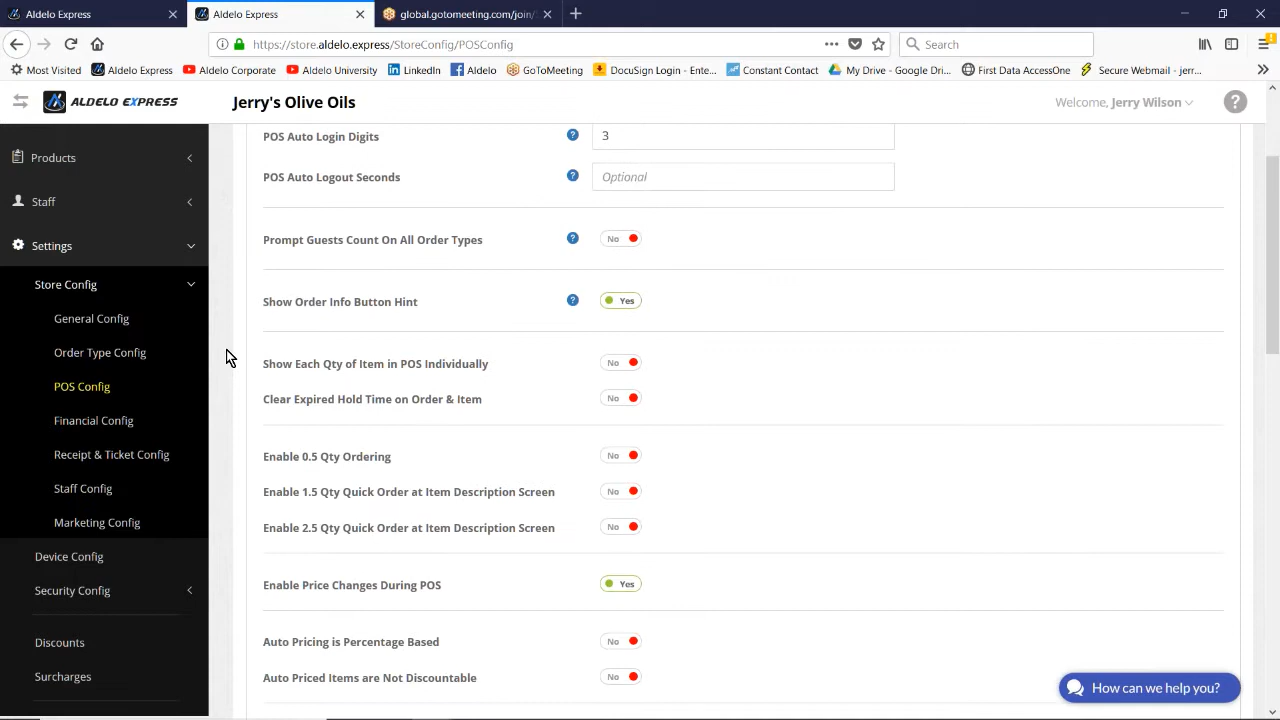 Aldelo Express
Aldelo Express
global.gotomeeting.com/join/
https://store.aldelo.express/StoreConfig/POSConfig
Search
Most Visited
Aldelo Express
Aldelo Corporate
Aldelo University
LinkedIn
Aldelo
GoToMeeting
DocuSign Login - Ente...
Constant Contact
My Drive - Google Dri...
First Data AccessOne
Secure Webmail - jerr...
ALDELO EXPRESS
Jerry's Olive Oils
Welcome, Jerry Wilson
?
Products
Staff
Settings
Store Config
General Config
Order Type Config
POS Config
Financial Config
Receipt & Ticket Config
Staff Config
Marketing Config
Device Config
Security Config
Discounts
Surcharges
POS Auto Login Digits ? 3
POS Auto Logout Seconds ? Optional
Prompt Guests Count On All Order Types ? No
Show Order Info Button Hint ? Yes
Show Each Qty of Item in POS Individually No
Clear Expired Hold Time on Order & Item No
Enable 0.5 Qty Ordering No
Enable 1.5 Qty Quick Order at Item Description Screen No
Enable 2.5 Qty Quick Order at Item Description Screen No
Enable Price Changes During POS Yes
Auto Pricing is Percentage Based No
Auto Priced Items are Not Discountable No
How can we help you?